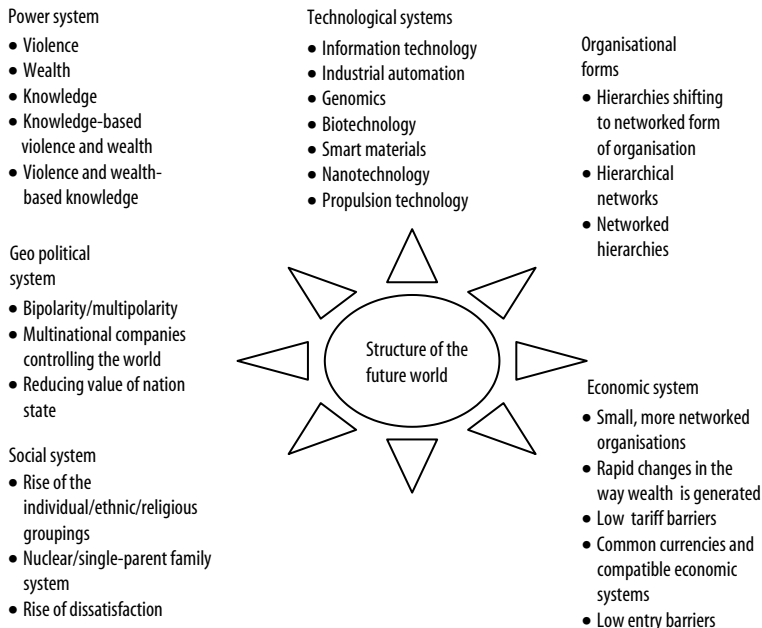 Power system
• Violence
• Wealth
• Knowledge
• Knowledge-based
violence and wealth
• Violence and wealth-
based knowledge
Technological systems
• Information technology
• Industrial automation
• Genomics
• Biotechnology
• Smart materials
• Nanotechnology
• Propulsion technology
Organisational
forms
• Hierarchies shifting
to networked form
of organisation
• Hierarchical
networks
• Networked
hierarchies
Geo political
system
• Bipolarity/multipolarity
• Multinational companies
controlling the world
• Reducing value of nation
state
Structure of the
future world
Social system
• Rise of the
individual/ethnic/religious
groupings
• Nuclear/single-parent family
system
• Rise of dissatisfaction
Economic system
• Small, more networked
organisations
• Rapid changes in the
way wealth is generated
• Low tariff barriers
• Common currencies and
compatible economic
systems
• Low entry barriers